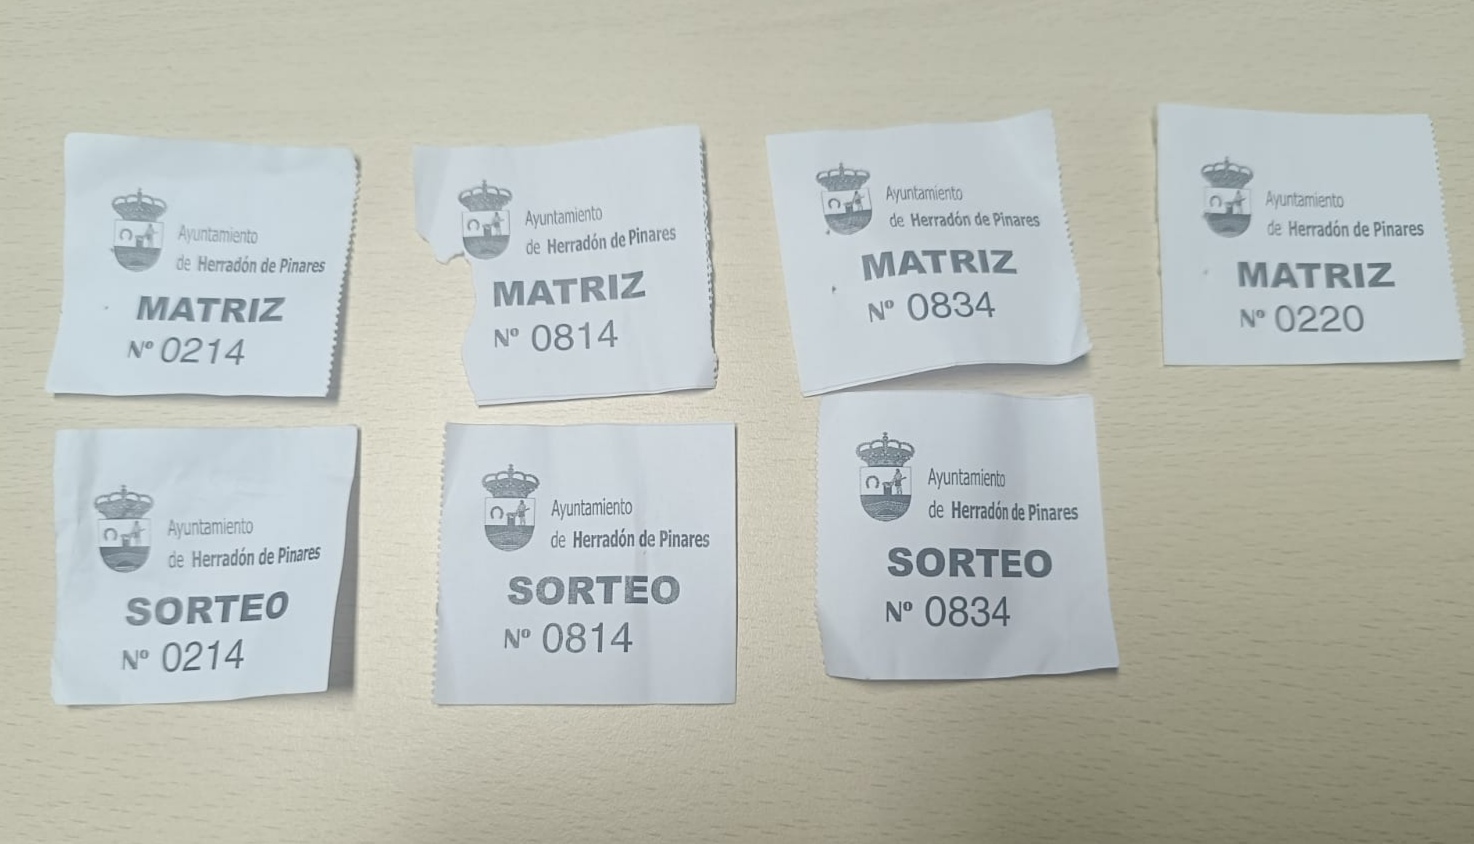 Ayuntamiento
de Herradón de Pinares
MATRIZ
Nº 0214
Ayuntamiento
de Herradón de Pinares
MATRIZ
Nº 0814
Ayuntamiento
de Herradón de Pinares
MATRIZ
Nº 0834
Ayuntamiento
de Herradón de Pinares
MATRIZ
Nº 0220
Ayuntamiento
de Herradón de Pinares
SORTEO
Nº 0214
Ayuntamiento
de Herradón de Pinares
SORTEO
Nº 0814
Ayuntamiento
de Herradón de Pinares
SORTEO
Nº 0834